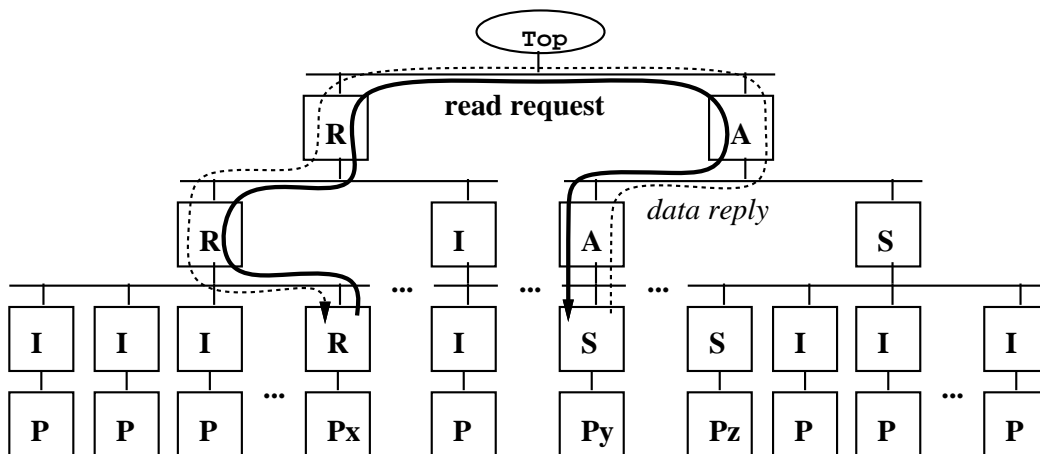 Top
read request
R A
data reply
R I A S
... ... ...
I I I R I S S I I I
... ...
P P P Px P Py Pz P P P